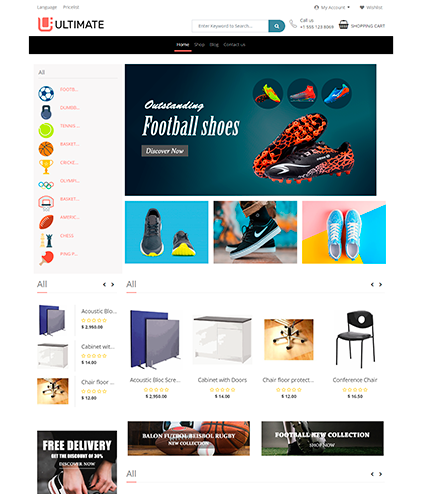 Language Pricelist
My Account Wishlist
ULTIMATE
Enter Keyword to Search...
Call us
+1 555 123 8069
SHOPPING CART
Home Shop Blog Contact us
All
FOOTB...
DUMBB...
TENNIS ...
BASKET...
CRICKE...
OLYMPI...
BASKET...
AMERIC...
CHESS ...
PING P...
Outstanding
Football shoes
Discover Now
All
Acoustic Blo...
$ 2,950.00
Cabinet wit...
$ 14.00
Chair floor ...
$ 12.00
All
Acoustic Bloc Scre...
$ 2,950.00
Cabinet with Doors
$ 14.00
Chair floor protect...
$ 12.00
Conference Chair
$ 16.50
FREE DELIVERY
GET THE DISCOUNT OF 30%
DISCOVER NOW
BALON FUTBOL BEISBOL RUGBY
NEW COLLECTION
FOOTBALL NEW COLLECTION
SHOP NOW
All